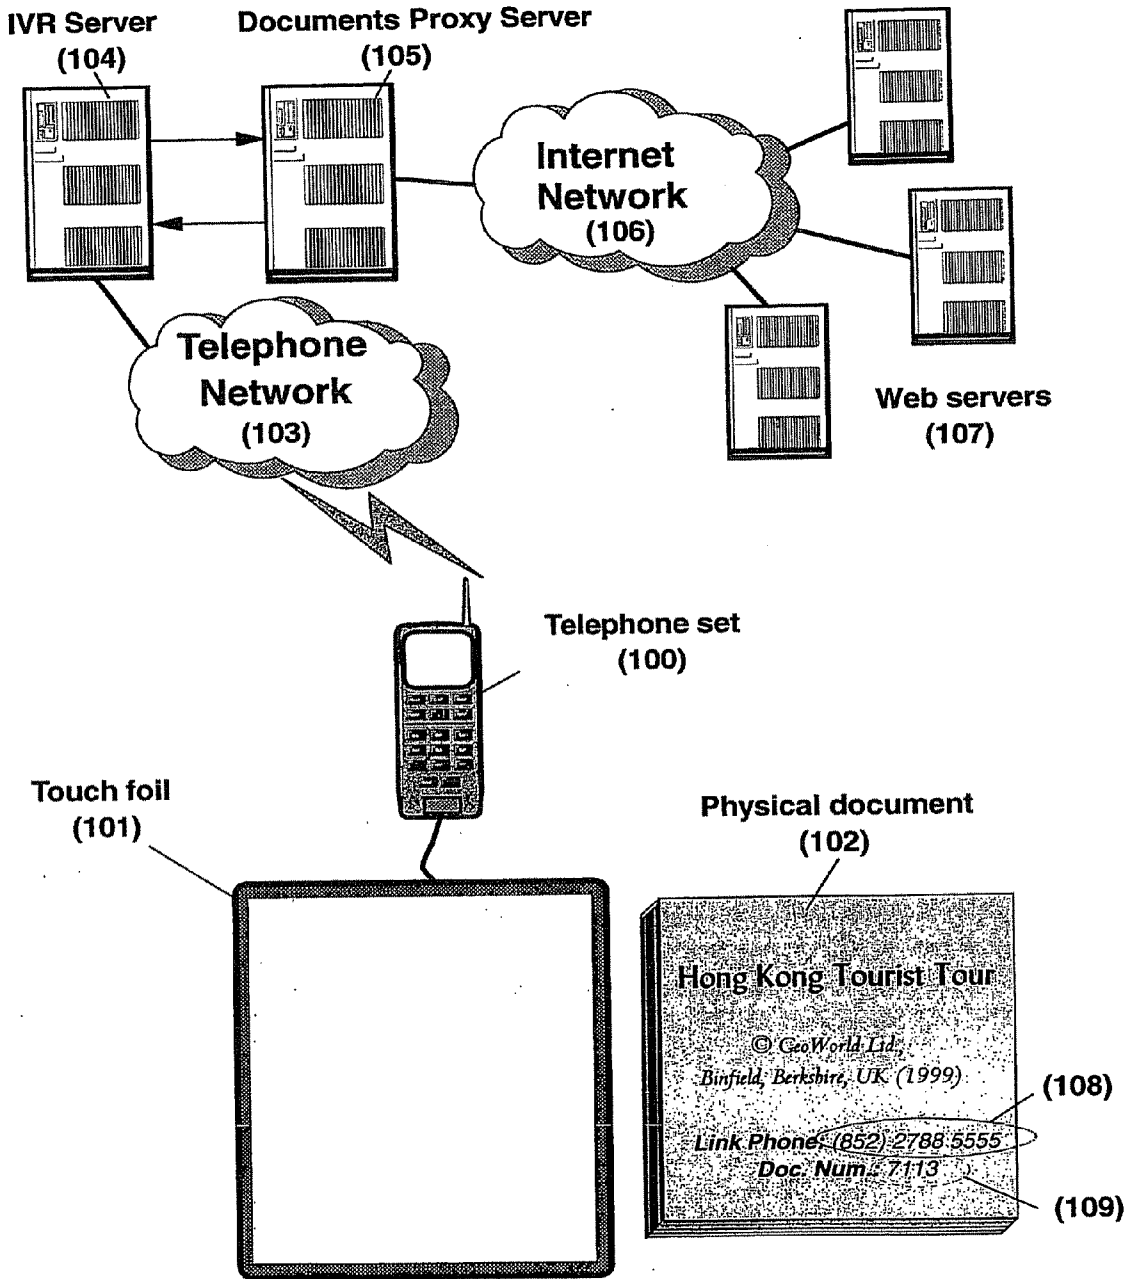 IVR Server
(104)
Documents Proxy Server
(105)
Internet
Network
(106)
Telephone
Network
(103)
Web servers
(107)
Telephone set
(100)
Touch foil
(101)
Physical document
(102)
Hong Kong Tourist Tour
© GeoWorld Ltd.,
Binfield, Berkshire, UK (1999)
(108)
Link Phone: (852) 2788 5555
Doc. Num.: 7113
(109)